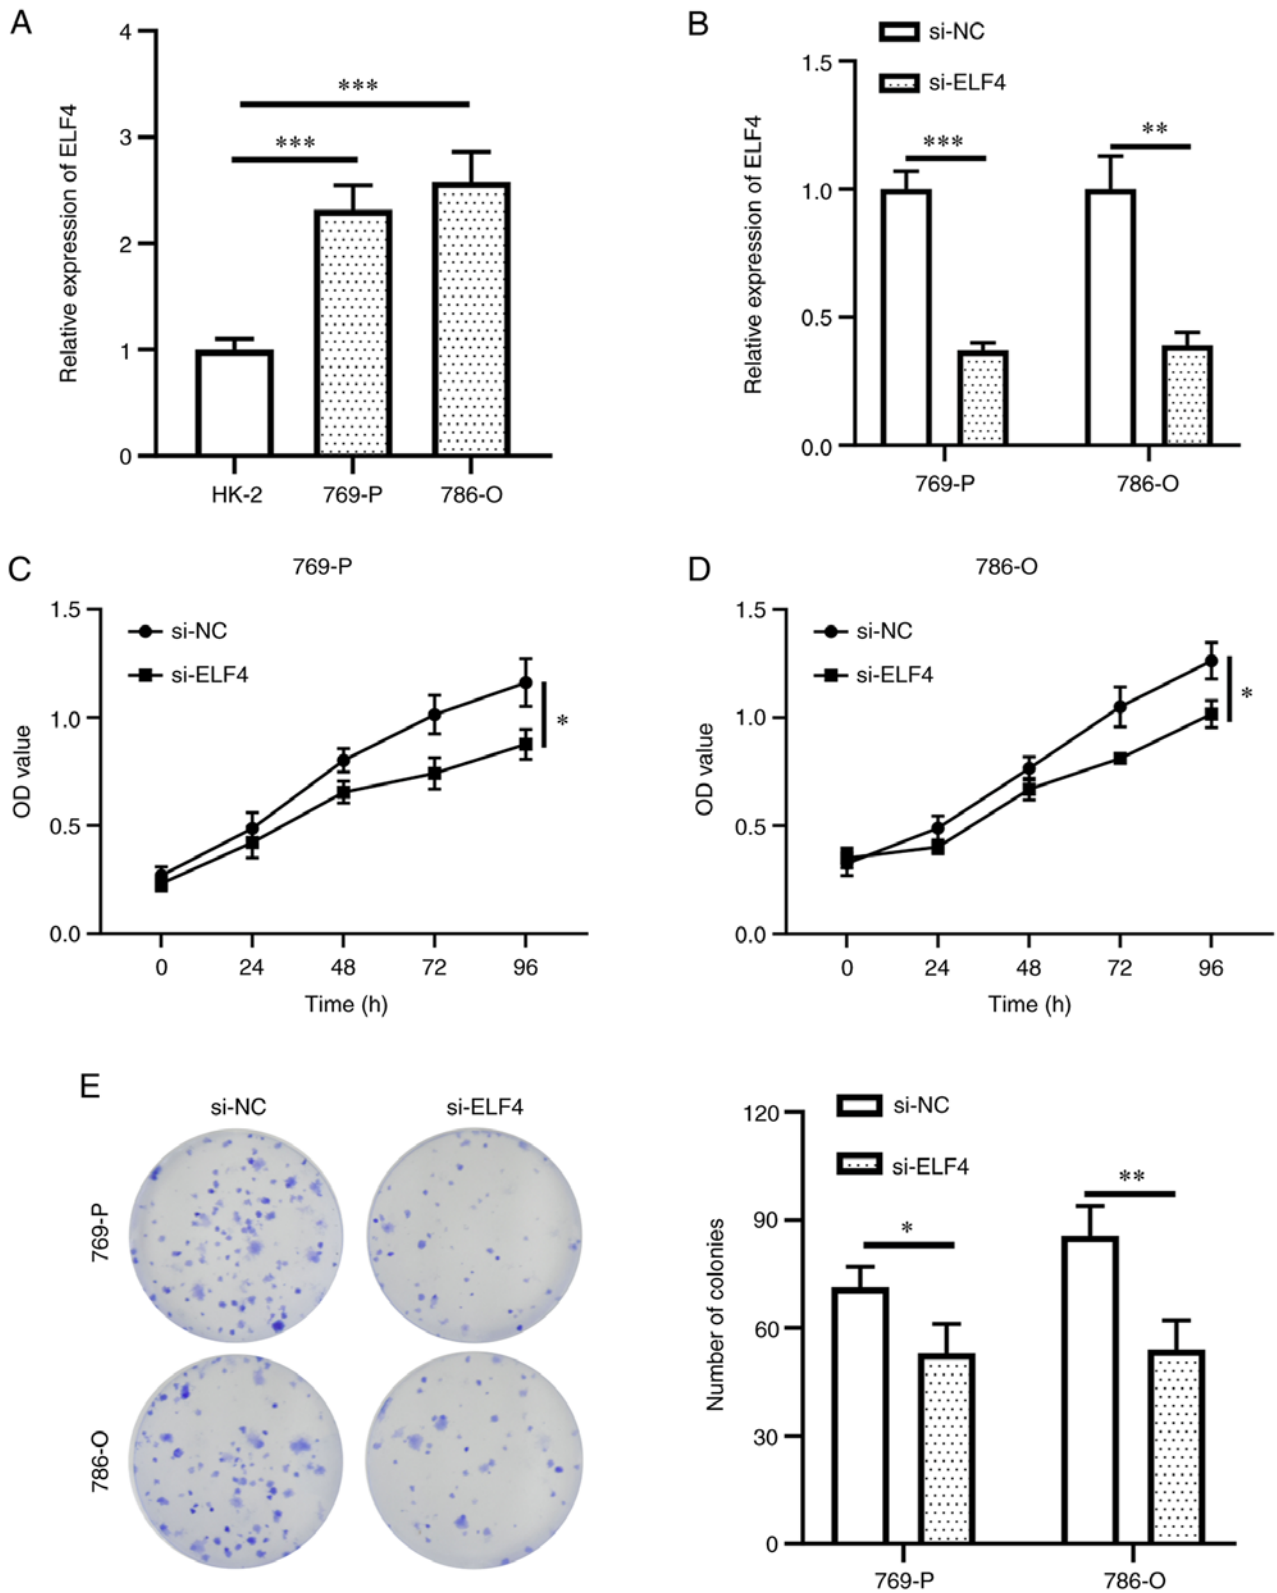 A
Relative expression of ELF4
4
3
2
1
0
***
***
HK-2 769-P 786-O
B
si-NC
si-ELF4
Relative expression of ELF4
1.5
1.0
0.5
0.0
***
**
769-P 786-O
C
769-P
OD value
1.5
1.0
0.5
0.0
si-NC
si-ELF4
*
0 24 48 72 96
Time (h)
D
786-O
OD value
1.5
1.0
0.5
0.0
si-NC
si-ELF4
*
0 24 48 72 96
Time (h)
E
si-NC si-ELF4
769-P
786-O
Number of colonies
120
90
60
30
0
si-NC
si-ELF4
*
**
769-P 786-O